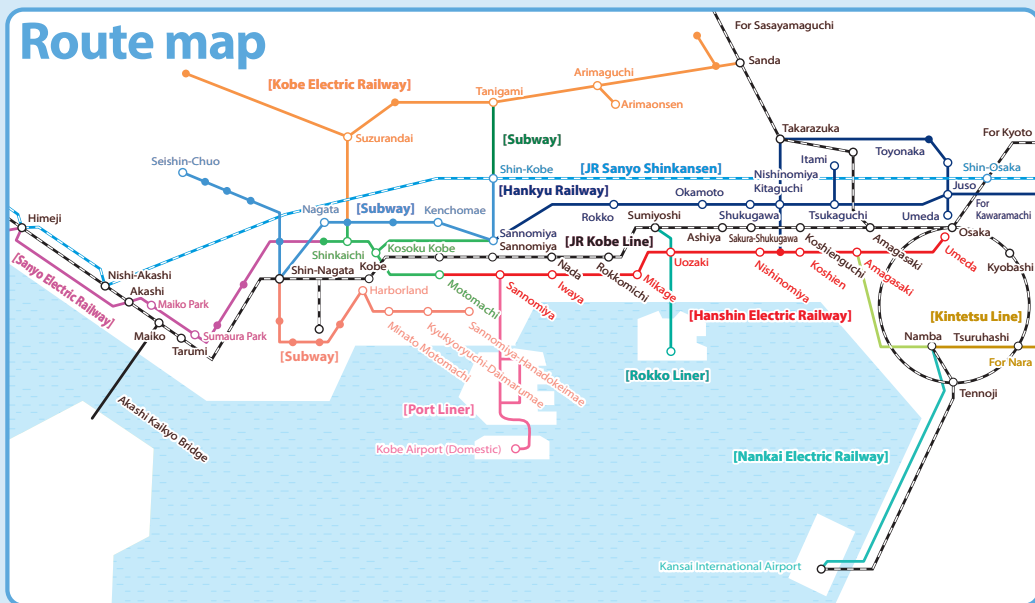 Route map
For Sasayamaguchi
Sanda
[Kobe Electric Railway]
Arimaguchi
Tanigami
Arimaonsen
Suzurandai
Takarazuka
For Kyoto
[Subway]
Toyonaka
Seishin-Chuo
Itami
Shin-Kobe
[JR Sanyo Shinkansen]
Shin-Osaka
Nishinomiya
Kitaguchi
[Hankyu Railway]
Okamoto
Juso
Nagata
[Subway]
Kenchomae
Rokko
Sumiyoshi
Shukugawa
Tsukaguchi
Umeda
For
Kawaramachi
Himeji
Sannomiya
Sannomiya
[JR Kobe Line]
Ashiya
Sakura-Shukugawa
Koshienguchi
Amagasaki
Osaka
Shinkaichi
Kosoku Kobe
Kobe
Shin-Nagata
Nada
Rokkomichi
Uozaki
Nishinomiya
Koshien
Amagasaki
Umeda
Kyobashi
[Sanyo Electric Railway]
Nishi-Akashi
Akashi
Maiko Park
Harborland
Motomachi
Sannomiya
Iwaya
Mikage
Maiko
Sumaura Park
Tarumi
[Subway]
Minato Motomachi
Kyukyoryuchi-Daimarumae
Sannomiya-Hanadokeimae
[Hanshin Electric Railway]
[Kintetsu Line]
Namba
Tsuruhashi
For Nara
[Rokko Liner]
Tennoji
Akashi Kaikyo Bridge
[Port Liner]
Kobe Airport (Domestic)
[Nankai Electric Railway]
Kansai International Airport